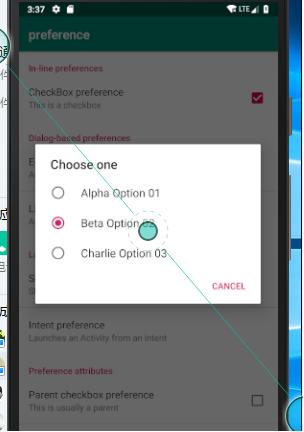 3:37 LTE
preference
In-line preferences
CheckBox preference
This is a checkbox
Dialog-based preferences
Choose one
Alpha Option 01
Beta Option 02
Charlie Option 03
CANCEL
Intent preference
Launches an Activity from an intent
Preference attributes
Parent checkbox preference
This is usually a parent